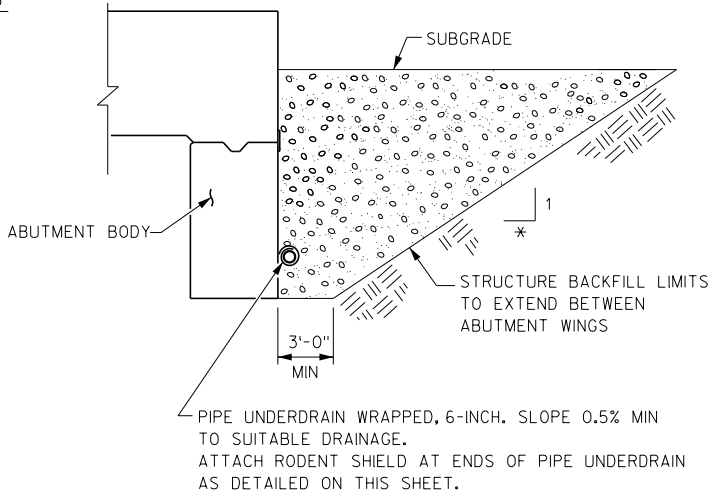 SUBGRADE
1
*
ABUTMENT BODY
STRUCTURE BACKFILL LIMITS
TO EXTEND BETWEEN
ABUTMENT WINGS
3'-0"
MIN
PIPE UNDERDRAIN WRAPPED, 6-INCH. SLOPE 0.5% MIN
TO SUITABLE DRAINAGE.
ATTACH RODENT SHIELD AT ENDS OF PIPE UNDERDRAIN
AS DETAILED ON THIS SHEET.